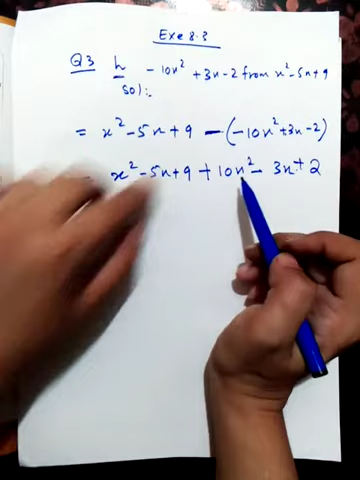 Exe 8.3
Q3 h -10x² + 3x - 2 from x² - 5x + 9
Sol:-
= x² - 5x + 9 - (-10x² + 3x - 2)
x² - 5x + 9 + 10x² - 3x + 2